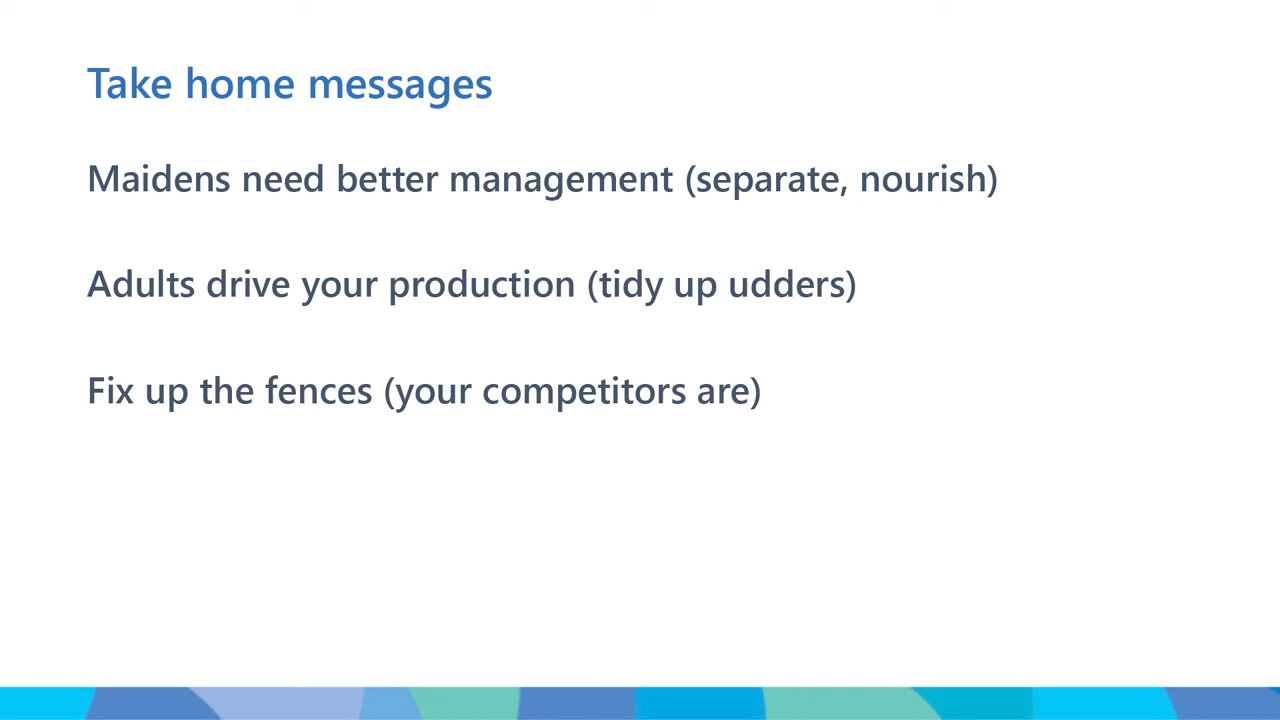 Take home messages
Maidens need better management (separate, nourish)
Adults drive your production (tidy up udders)
Fix up the fences (your competitors are)